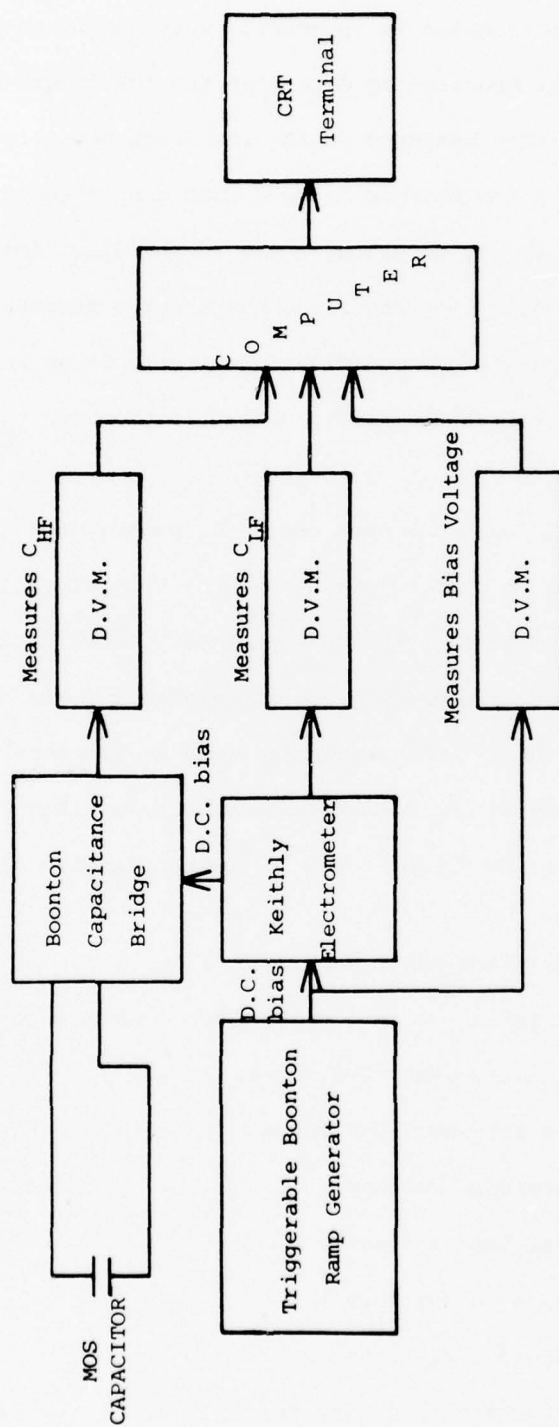 MOS
CAPACITOR
Boonton
Capacitance
Bridge
Measures C_HF
D.V.M.
D.C. bias
Triggerable Boonton
Ramp Generator
D.C.
bias
Keithly
Electrometer
Measures C_LF
D.V.M.
Measures Bias Voltage
D.V.M.
COMPUTER
CRT
Terminal